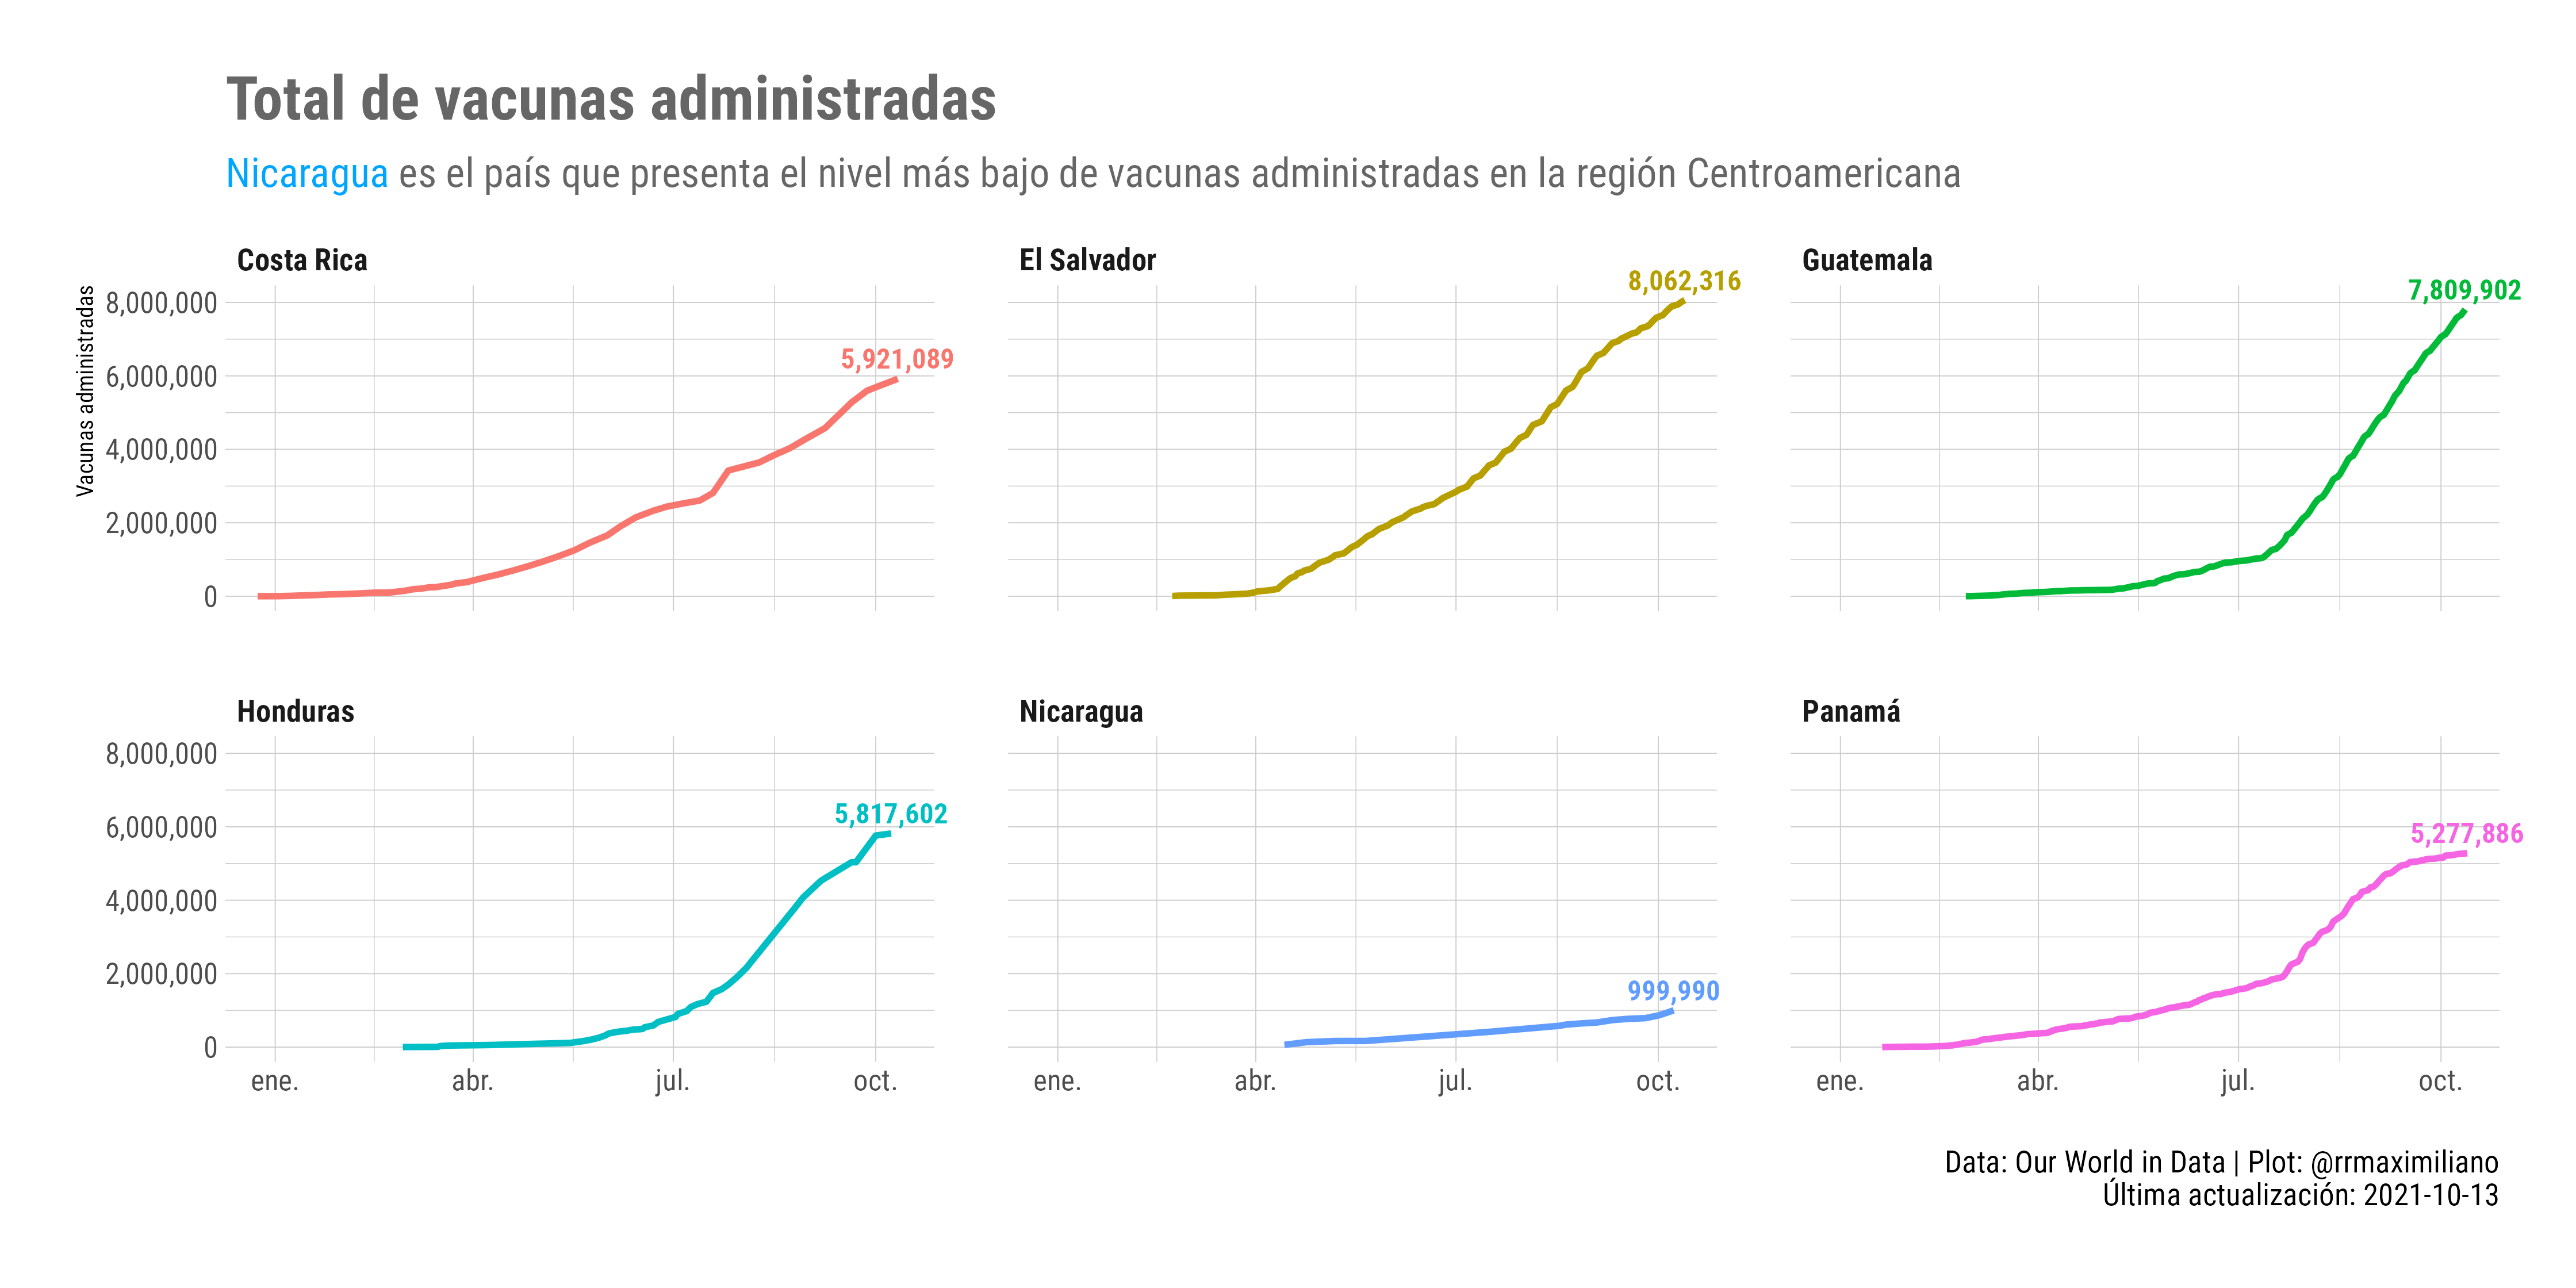 Total de vacunas administradas
Nicaragua es el país que presenta el nivel más bajo de vacunas administradas en la región Centroamericana
Costa Rica
El Salvador
Guatemala
Vacunas administradas
8,000,000
6,000,000
4,000,000
2,000,000
0
5,921,089
8,062,316
7,809,902
Honduras
Nicaragua
Panamá
8,000,000
6,000,000
4,000,000
2,000,000
0
5,817,602
999,990
5,277,886
ene. abr. jul. oct.
ene. abr. jul. oct.
ene. abr. jul. oct.
Data: Our World in Data | Plot: @rrmaximiliano
Última actualización: 2021-10-13